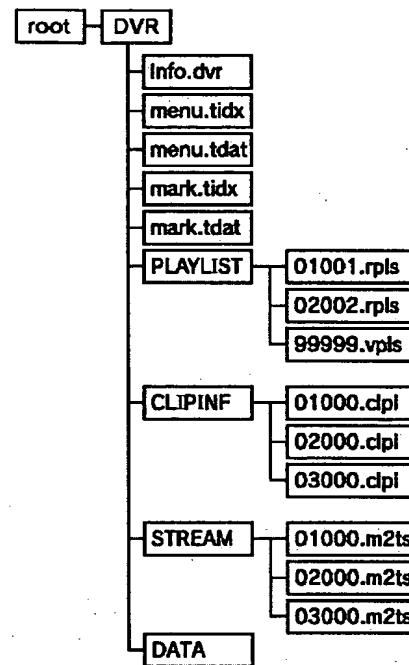 root DVR
info.dvr
menu.tidx
menu.tdat
mark.tidx
mark.tdat
PLAYLIST 01001.rpls
02002.rpls
99999.vpls
CLIPINF 01000.clpi
02000.clpi
03000.clpi
STREAM 01000.m2ts
02000.m2ts
03000.m2ts
DATA